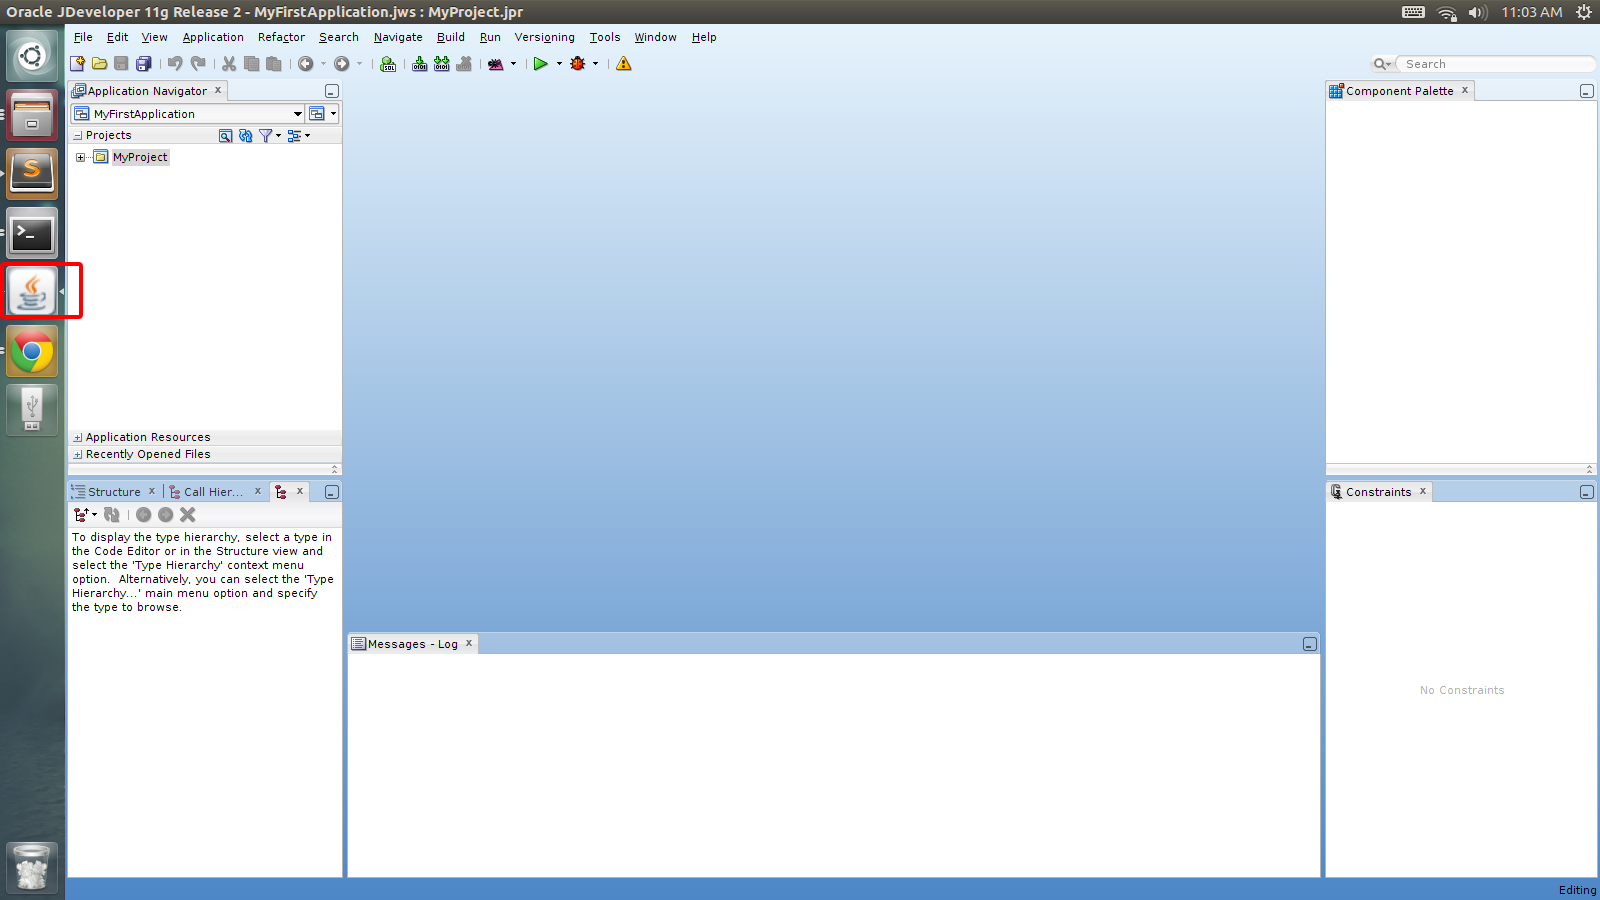 Oracle JDeveloper 11g Release 2 - MyFirstApplication.jws : MyProject.jpr
11:03 AM
File Edit View Application Refactor Search Navigate Build Run Versioning Tools Window Help
Search
Application Navigator
MyFirstApplication
Projects
MyProject
Application Resources
Recently Opened Files
Structure
Call Hier...
To display the type hierarchy, select a type in
the Code Editor or in the Structure view and
select the 'Type Hierarchy' context menu
option.  Alternatively, you can select the 'Type
Hierarchy...' main menu option and specify
the type to browse.
Messages - Log
Component Palette
Constraints
No Constraints
Editing